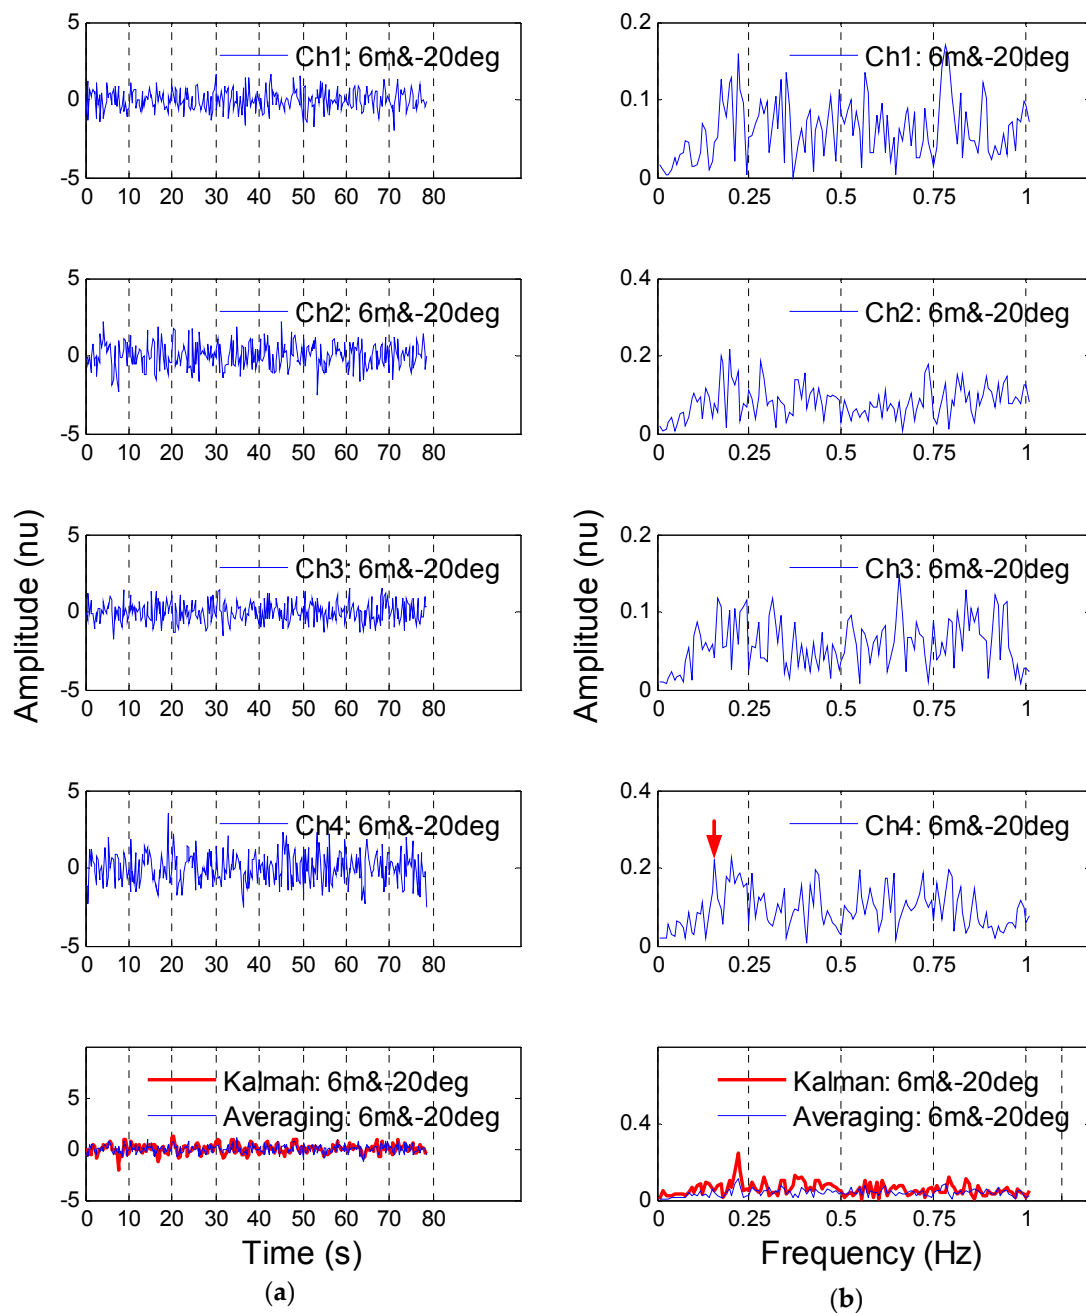 5
0
-5
Ch1: 6m&-20deg
0 10 20 30 40 50 60 70 80
0.2
0.1
0
Ch1: 6m&-20deg
0 0.25 0.5 0.75 1
5
0
-5
Ch2: 6m&-20deg
0 10 20 30 40 50 60 70 80
0.4
0.2
0
Ch2: 6m&-20deg
0 0.25 0.5 0.75 1
Amplitude (nu)
5
0
-5
Ch3: 6m&-20deg
0 10 20 30 40 50 60 70 80
Amplitude (nu)
0.2
0.1
0
Ch3: 6m&-20deg
0 0.25 0.5 0.75 1
5
0
-5
Ch4: 6m&-20deg
0 10 20 30 40 50 60 70 80
0.4
0.2
0
Ch4: 6m&-20deg
0 0.25 0.5 0.75 1
5
0
-5
Kalman: 6m&-20deg
Averaging: 6m&-20deg
0 10 20 30 40 50 60 70 80
Time (s)
(a)
0.4
0
Kalman: 6m&-20deg
Averaging: 6m&-20deg
0 0.25 0.5 0.75 1
Frequency (Hz)
(b)